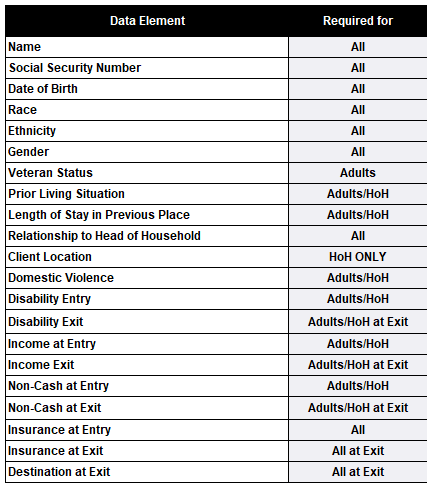 Data Element Required for
Name All
Social Security Number All
Date of Birth All
Race All
Ethnicity All
Gender All
Veteran Status Adults
Prior Living Situation Adults/HoH
Length of Stay in Previous Place Adults/HoH
Relationship to Head of Household All
Client Location HoH ONLY
Domestic Violence Adults/HoH
Disability Entry Adults/HoH
Disability Exit Adults/HoH at Exit
Income at Entry Adults/HoH
Income Exit Adults/HoH at Exit
Non-Cash at Entry Adults/HoH
Non-Cash at Exit Adults/HoH at Exit
Insurance at Entry All
Insurance at Exit All at Exit
Destination at Exit All at Exit